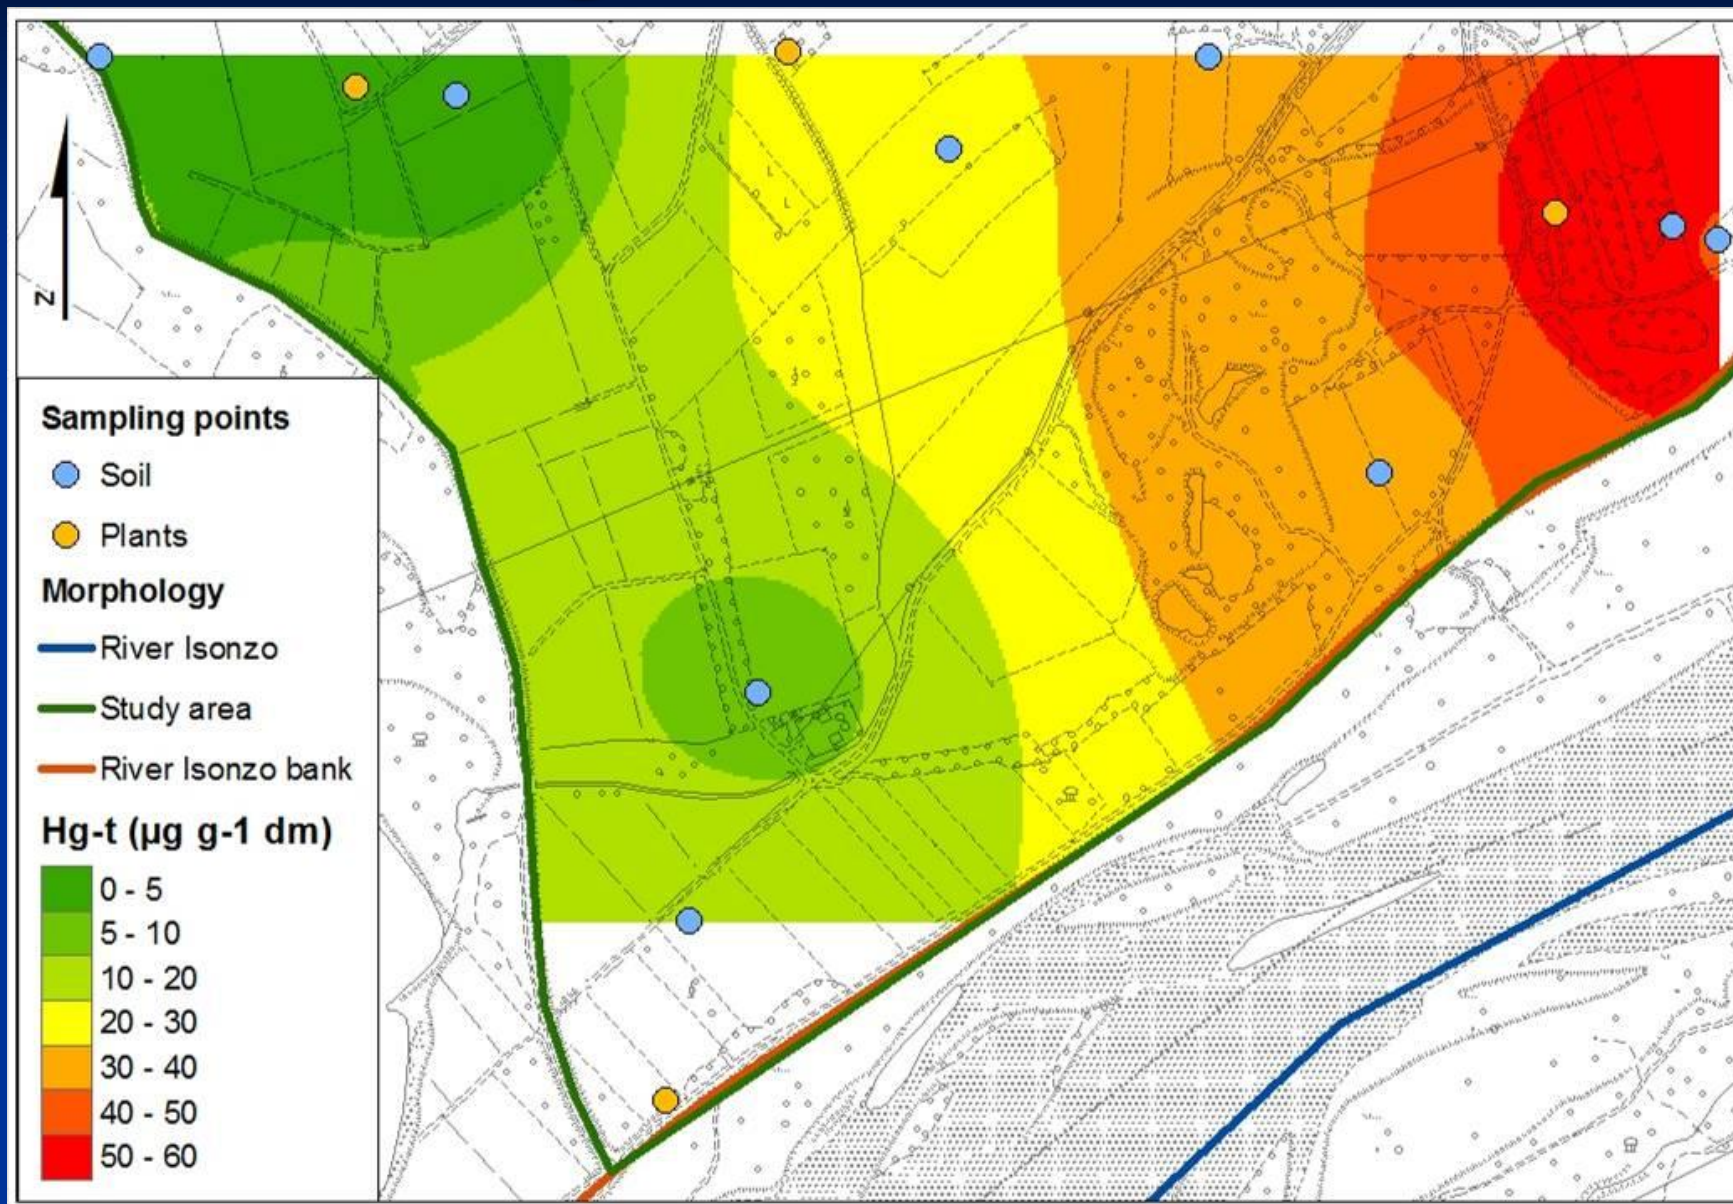 N
Sampling points
Soil
Plants
Morphology
River Isonzo
Study area
River Isonzo bank
Hg-t (µg g-1 dm)
0 - 5
5 - 10
10 - 20
20 - 30
30 - 40
40 - 50
50 - 60